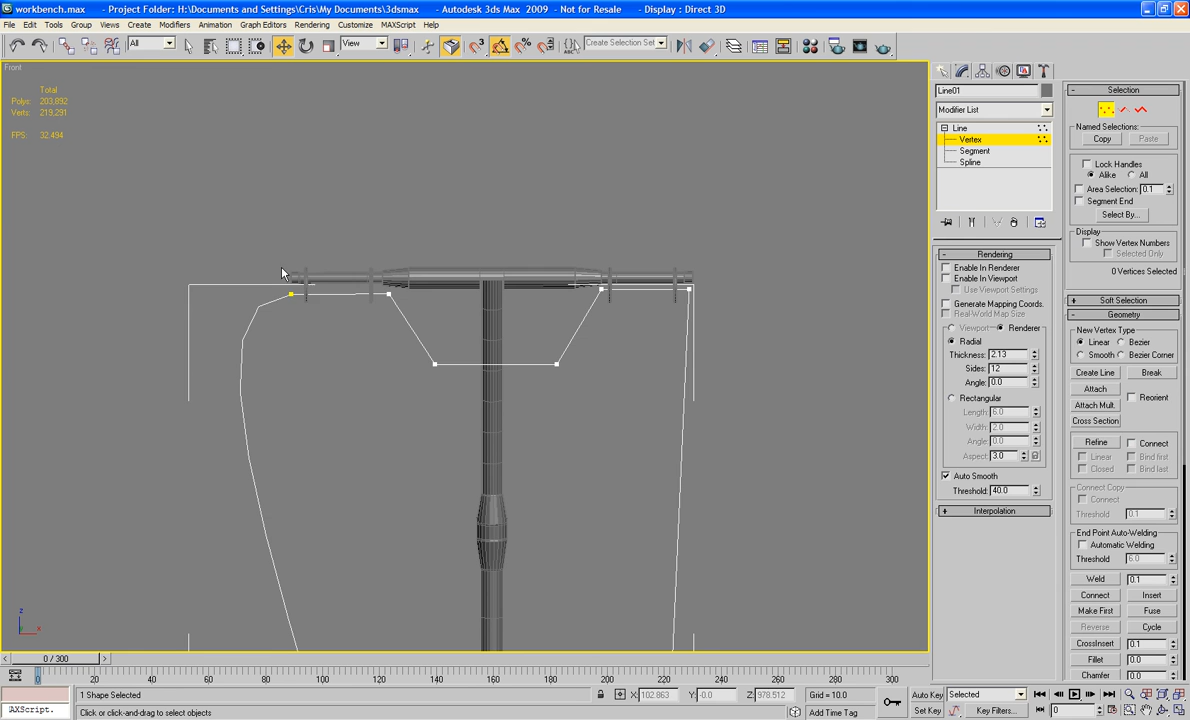 workbench.max - Project Folder: H:\Documents and Settings\Cris\My Documents\3dsmax - Autodesk 3ds Max 2009 - Not for Resale - Display : Direct 3D
File Edit Tools Group Views Create Modifiers Animation Graph Editors Rendering Customize MAXScript Help
All View Create Selection Set
Front
Total
Polys: 203,892
Verts: 219,291
FPS: 32.494
Line01
Modifier List
Line
Vertex
Segment
Spline
Rendering
Enable In Renderer
Enable In Viewport
Use Viewport Settings
Generate Mapping Coords.
Real-World Map Size
Viewport Renderer
Radial
Thickness: 2.13
Sides: 12
Angle: 0.0
Rectangular
Length: 6.0
Width: 2.0
Angle: 0.0
Aspect: 3.0
Auto Smooth
Threshold: 40.0
Interpolation
Selection
Named Selections:
Copy Paste
Lock Handles
Alike All
Area Selection: 0.1
Segment End
Select By...
Display
Show Vertex Numbers
Selected Only
0 Vertices Selected
Soft Selection
Geometry
New Vertex Type
Linear Bezier
Smooth Bezier Corner
Create Line Break
Attach
Reorient
Attach Mult.
Cross Section
Refine Connect
Linear Bind first
Closed Bind last
Connect Copy
Connect
Threshold 0.1
End Point Auto-Welding
Automatic Welding
Threshold 6.0
Weld 0.1
Connect Insert
Make First Fuse
Reverse Cycle
CrossInsert 0.1
Fillet 0.0
Chamfer 0.0
z
x
0 / 300
0 20 40 60 80 100 120 140 160 180 200 220 240 260 280 300
1 Shape Selected X: 102.863 Y: -0.0 Z: 978.512 Grid = 10.0 Auto Key Selected
Click or click-and-drag to select objects Add Time Tag Set Key Key Filters... 0